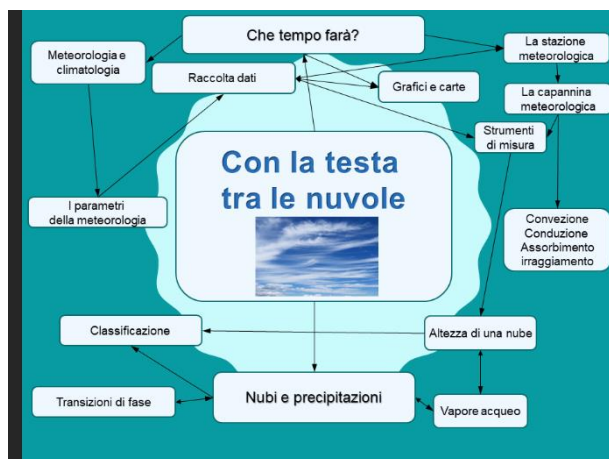 Che tempo farà?
Meteorologia e
climatologia
Raccolta dati
Grafici e carte
La stazione
meteorologica
La capannina
meteorologica
Strumenti
di misura
Con la testa
tra le nuvole
I parametri
della meteorologia
Convezione
Conduzione
Assorbimento
irraggiamento
Classificazione
Altezza di una nube
Transizioni di fase
Nubi e precipitazioni
Vapore acqueo